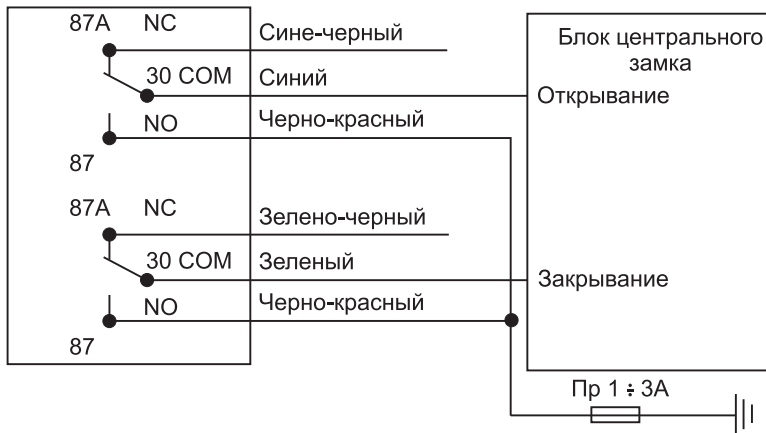 87A NC
Сине-черный
30 COM
Синий
NO
Черно-красный
87
87A NC
Зелено-черный
30 COM
Зеленый
NO
Черно-красный
87
Блок центрального
замка
Открывание
Закрывание
Пр 1 ÷ 3А